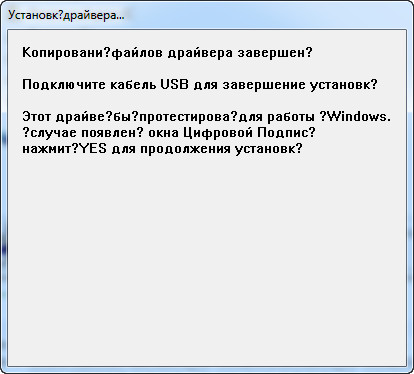 Установк?драйвера...
Копировани?файлов драйвера завершен?
Подключите кабель USB для завершение установк?
Этот драйве?бы?протестирова?для работы ?Windows.
?случае появлен? окна Цифровой Подпис?
нажмит?YES для продолжения установк?